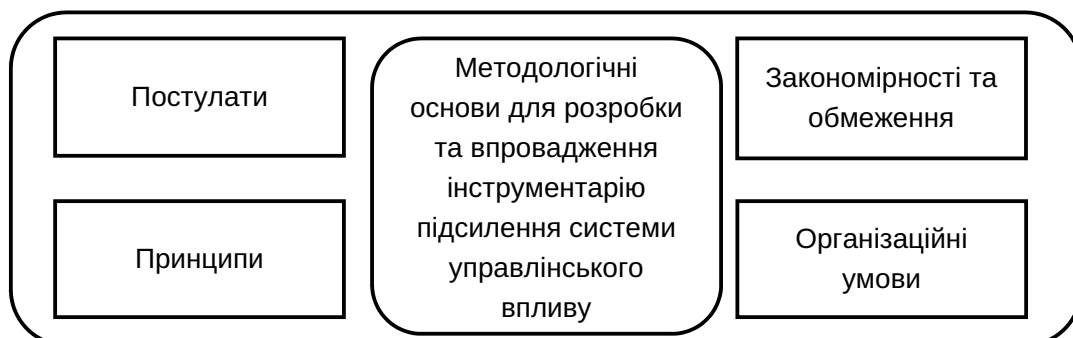 Постулати
Принципи
Методологічні
основи для розробки
та впровадження
інструментарію
підсилення системи
управлінського
впливу
Закономірності та
обмеження
Організаційні
умови